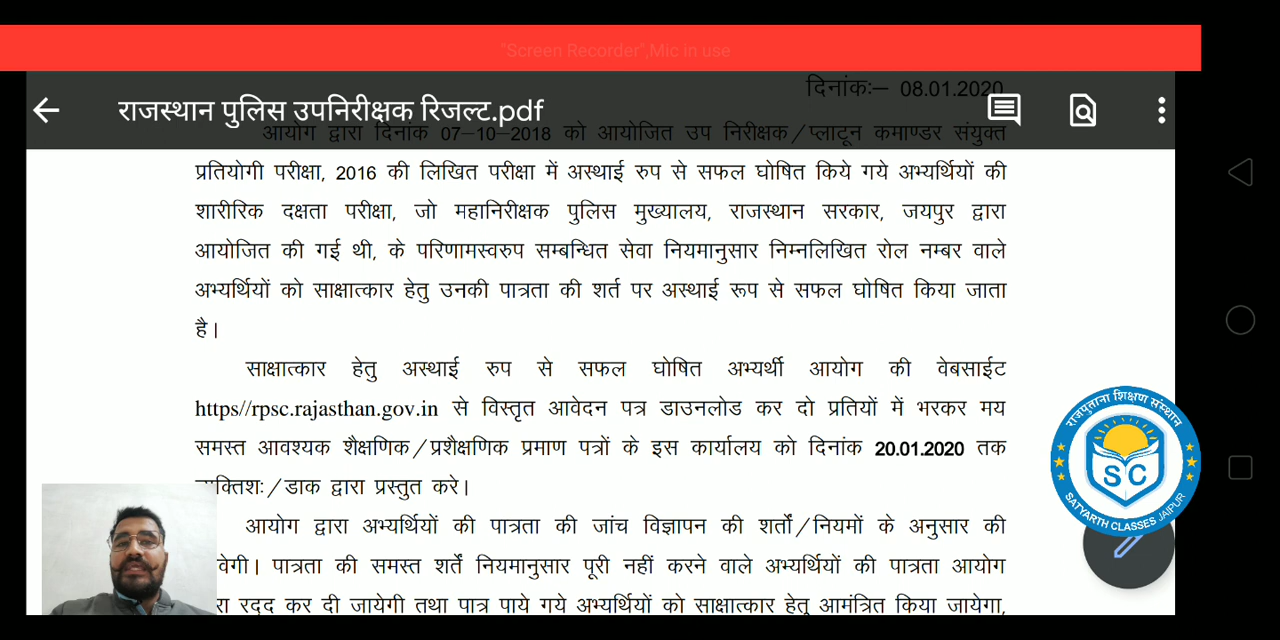 "Screen Recorder",Mic in use
दिनांकः– 08.01.2020
राजस्थान पुलिस उपनिरीक्षक रिजल्ट.pdf
आयोग द्वारा दिनांक 07–10–2018 को आयोजित उप निरीक्षक/प्लाटून कमाण्डर संयुक्त
प्रतियोगी परीक्षा, 2016 की लिखित परीक्षा में अस्थाई रुप से सफल घोषित किये गये अभ्यर्थियों की
शारीरिक दक्षता परीक्षा, जो महानिरीक्षक पुलिस मुख्यालय, राजस्थान सरकार, जयपुर द्वारा
आयोजित की गई थी, के परिणामस्वरुप सम्बन्धित सेवा नियमानुसार निम्नलिखित रोल नम्बर वाले
अभ्यर्थियों को साक्षात्कार हेतु उनकी पात्रता की शर्त पर अस्थाई रूप से सफल घोषित किया जाता
है।
साक्षात्कार हेतु अस्थाई रुप से सफल घोषित अभ्यर्थी आयोग की वेबसाईट
https//rpsc.rajasthan.gov.in से विस्तृत आवेदन पत्र डाउनलोड कर दो प्रतियों में भरकर मय
समस्त आवश्यक शैक्षणिक/प्रशैक्षणिक प्रमाण पत्रों के इस कार्यालय को दिनांक 20.01.2020 तक
व्यक्तिशः/डाक द्वारा प्रस्तुत करे।
आयोग द्वारा अभ्यर्थियों की पात्रता की जांच विज्ञापन की शर्तों/नियमों के अनुसार की
पात्रता की समस्त शर्तें नियमानुसार पूरी नहीं करने वाले अभ्यर्थियों की पात्रता आयोग
रद्द कर दी जायेगी तथा पात्र पाये गये अभ्यर्थियों को साक्षात्कार हेतु आमंत्रित किया जायेगा,
राजपुताना शिक्षण संस्थान
SC
SATYARTH CLASSES JAIPUR